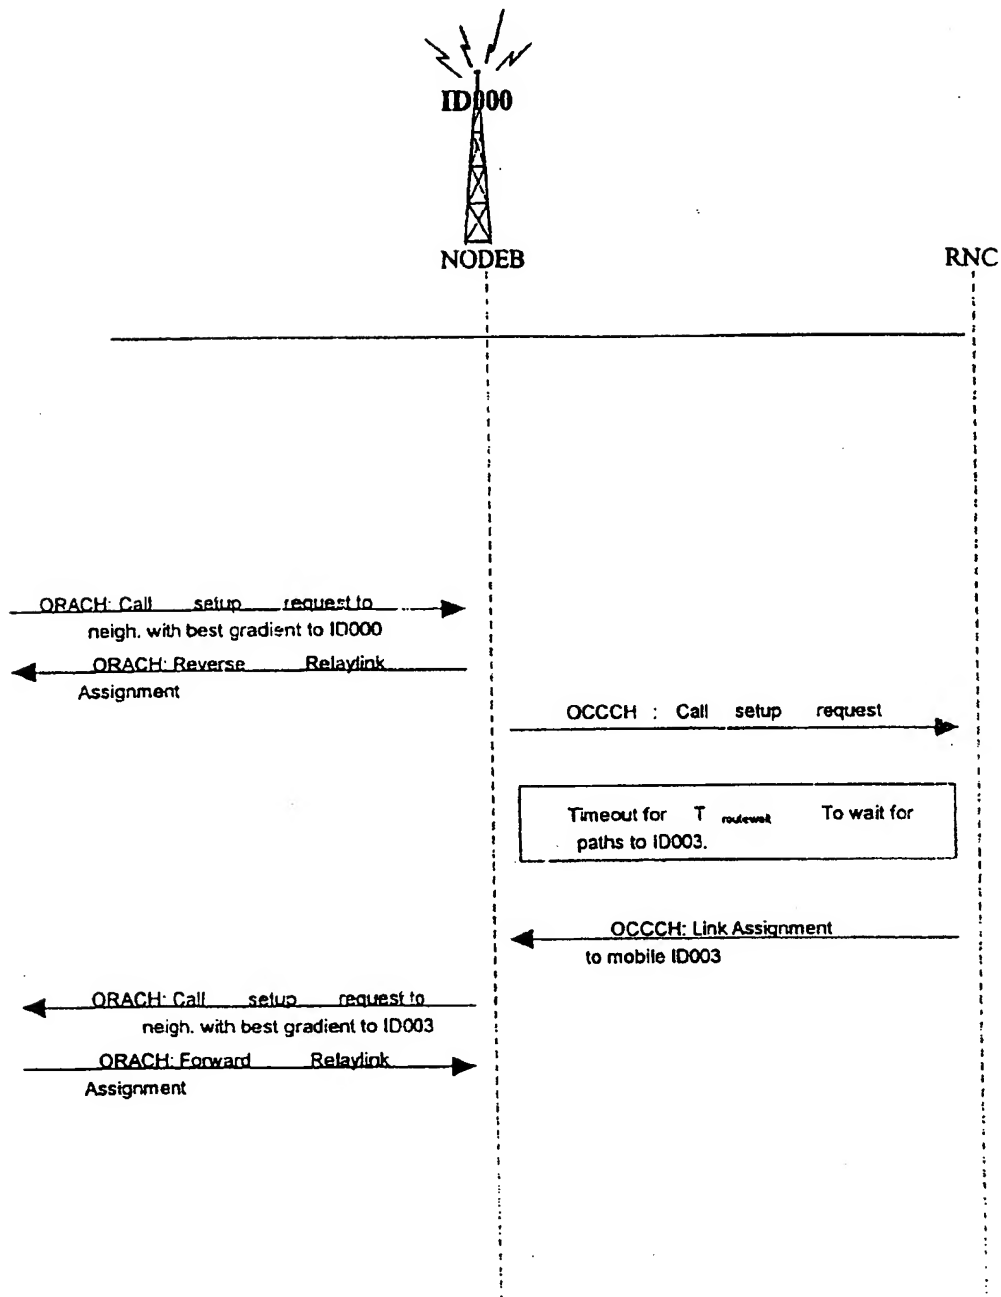 ID000
NODEB
RNC
ORACH: Call setup request to
neigh. with best gradient to ID000
ORACH: Reverse Relaylink
Assignment
OCCCH : Call setup request
Timeout for T routewait To wait for
paths to ID003.
OCCCH: Link Assignment
to mobile ID003
ORACH: Call setup request to
neigh. with best gradient to ID003
ORACH: Forward Relaylink
Assignment